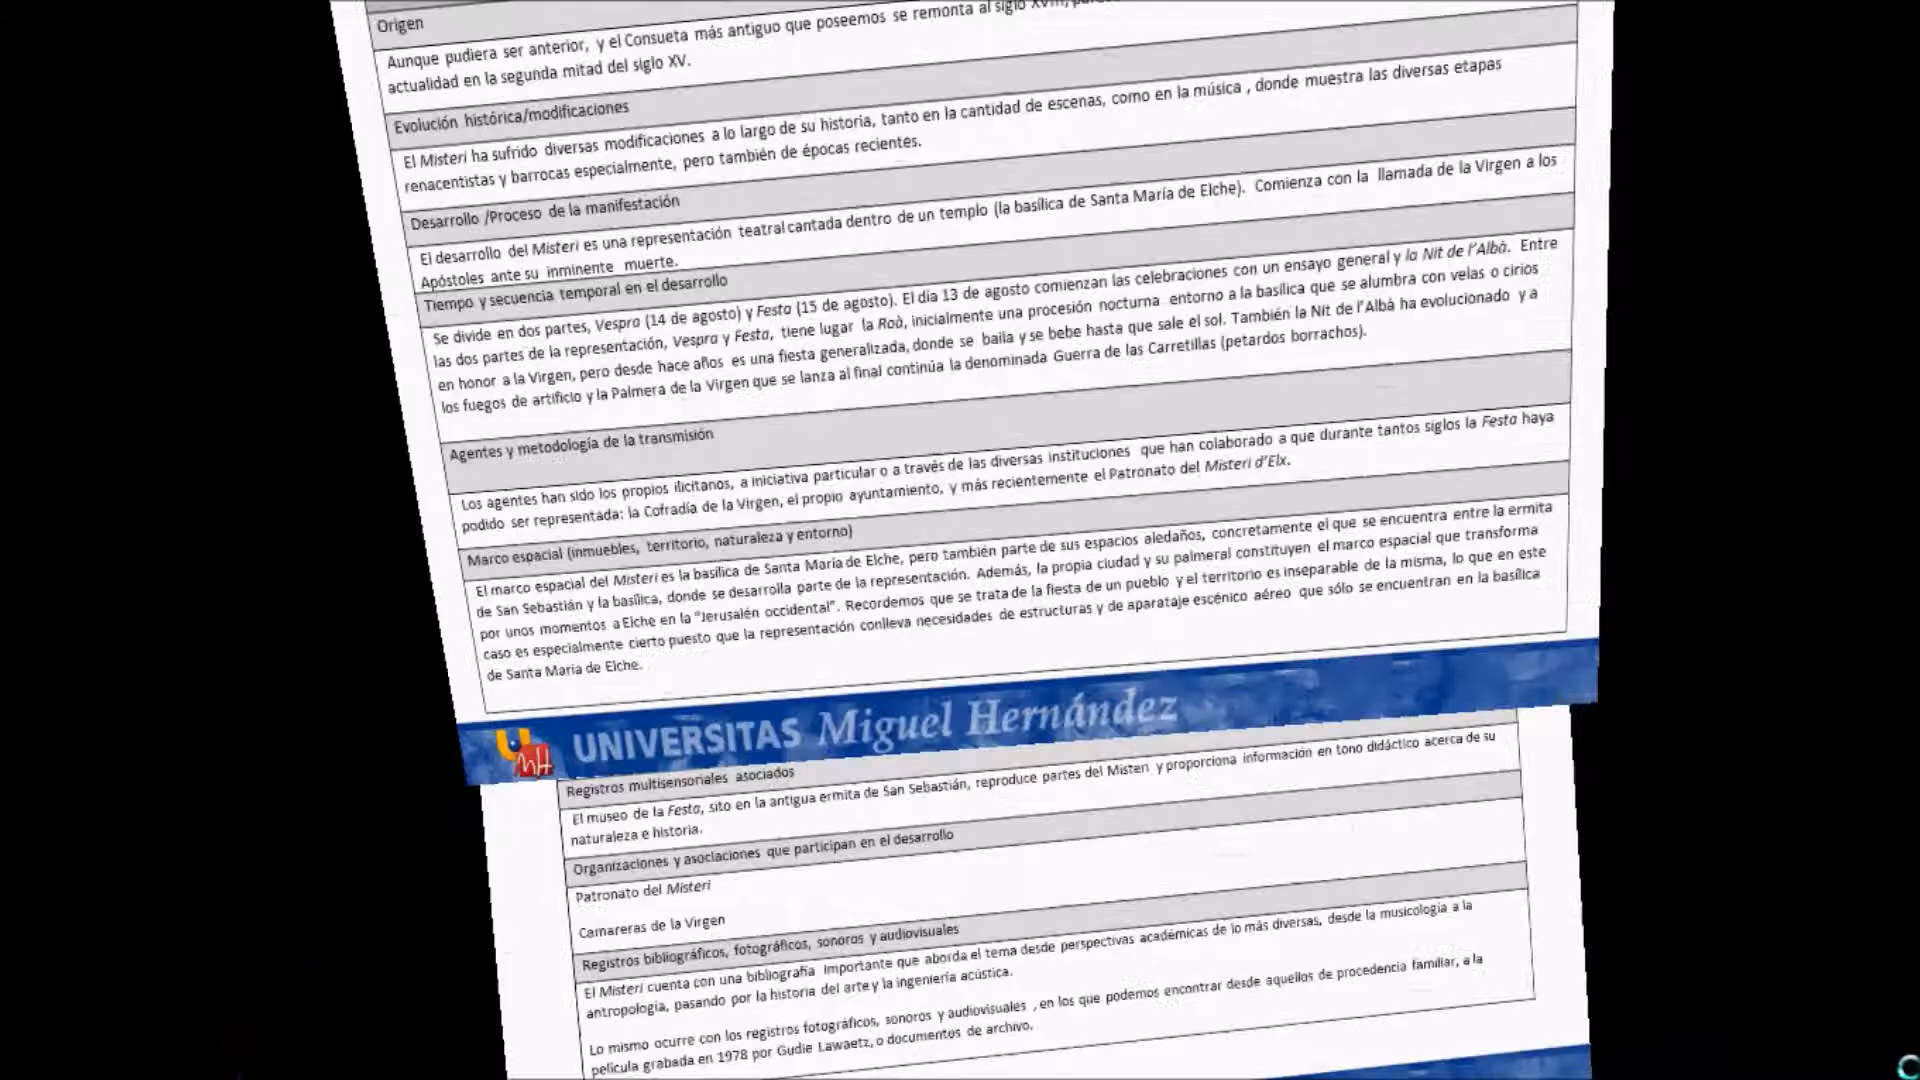 Origen
Aunque pudiera ser anterior, y el Consueta más antiguo que poseemos se remonta al siglo XVIII,
actualidad en la segunda mitad del siglo XV.
Evolución histórica/modificaciones
El Misteri ha sufrido diversas modificaciones a lo largo de su historia, tanto en la cantidad de escenas, como en la música , donde muestra las diversas etapas
renacentistas y barrocas especialmente, pero también de épocas recientes.
Desarrollo /Proceso de la manifestación
El desarrollo del Misteri es una representación teatral cantada dentro de un templo (la basílica de Santa María de Elche). Comienza con la llamada de la Virgen a los
Apóstoles ante su inminente muerte.
Tiempo y secuencia temporal en el desarrollo
Se divide en dos partes, Vespra (14 de agosto) y Festa (15 de agosto). El día 13 de agosto comienzan las celebraciones con un ensayo general y la Nit de l'Albà. Entre
las dos partes de la representación, Vespra y Festa, tiene lugar la Roà, inicialmente una procesión nocturna entorno a la basílica que se alumbra con velas o cirios
en honor a la Virgen, pero desde hace años es una fiesta generalizada, donde se baila y se bebe hasta que sale el sol. También la Nit de l'Albà ha evolucionado y a
los fuegos de artificio y la Palmera de la Virgen que se lanza al final continúa la denominada Guerra de las Carretillas (petardos borrachos).
Agentes y metodología de la transmisión
Los agentes han sido los propios ilicitanos, a iniciativa particular o a través de las diversas instituciones que han colaborado a que durante tantos siglos la Festa haya
podido ser representada: la Cofradía de la Virgen, el propio ayuntamiento, y más recientemente el Patronato del Misteri d'Elx.
Marco espacial (inmuebles, territorio, naturaleza y entorno)
El marco espacial del Misteri es la basílica de Santa María de Elche, pero también parte de sus espacios aledaños, concretamente el que se encuentra entre la ermita
de San Sebastián y la basílica, donde se desarrolla parte de la representación. Además, la propia ciudad y su palmeral constituyen el marco espacial que transforma
por unos momentos a Elche en la "Jerusalén occidental". Recordemos que se trata de la fiesta de un pueblo y el territorio es inseparable de la misma, lo que en este
caso es especialmente cierto puesto que la representación conlleva necesidades de estructuras y de aparataje escénico aéreo que sólo se encuentran en la basílica
de Santa María de Elche.
UNIVERSITAS Miguel Hernández
Registros multisensoriales asociados
El museo de la Festa, sito en la antigua ermita de San Sebastián, reproduce partes del Misteri y proporciona información en tono didáctico acerca de su
naturaleza e historia.
Organizaciones y asociaciones que participan en el desarrollo
Patronato del Misteri
Camareras de la Virgen
Registros bibliográficos, fotográficos, sonoros y audiovisuales
El Misteri cuenta con una bibliografía importante que aborda el tema desde perspectivas académicas de lo más diversas, desde la musicología a la
antropología, pasando por la historia del arte y la ingeniería acústica.
Lo mismo ocurre con los registros fotográficos, sonoros y audiovisuales , en los que podemos encontrar desde aquellos de procedencia familiar, a la
película grabada en 1978 por Gudie Lawaetz, o documentos de archivo.